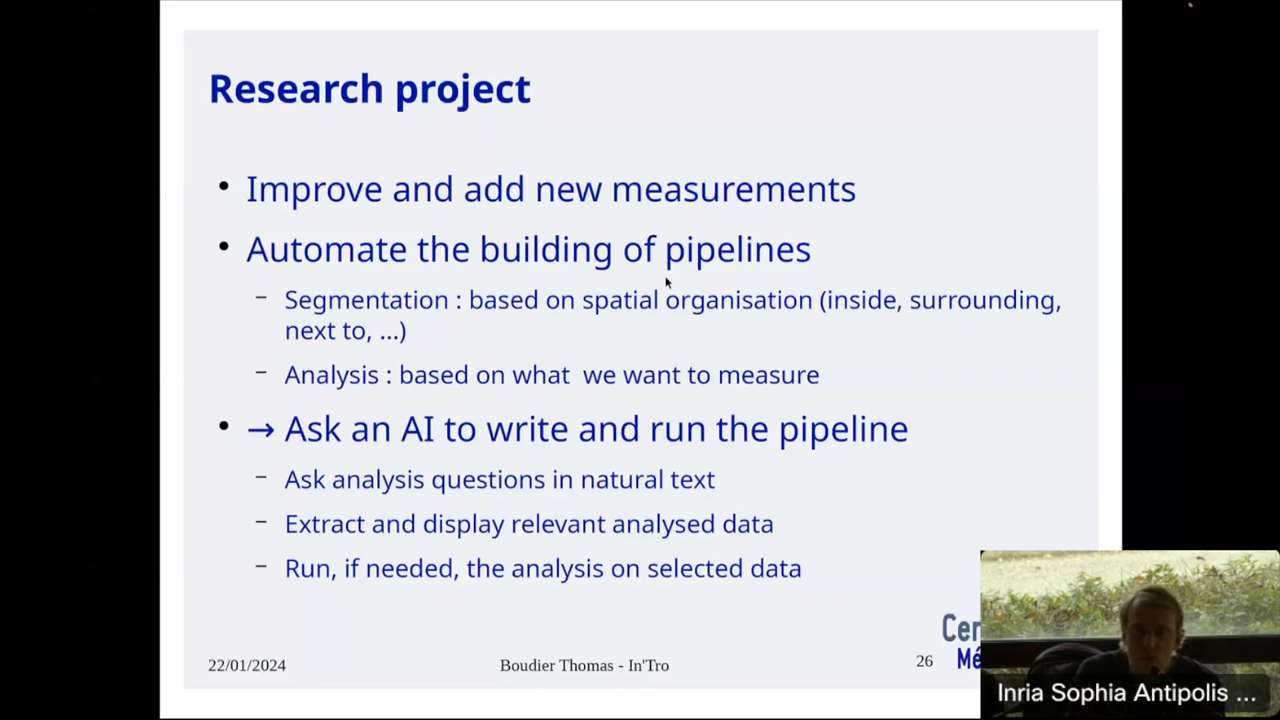 Research project
• Improve and add new measurements
• Automate the building of pipelines
– Segmentation : based on spatial organisation (inside, surrounding,
next to, ...)
– Analysis : based on what  we want to measure
• → Ask an AI to write and run the pipeline
– Ask analysis questions in natural text
– Extract and display relevant analysed data
– Run, if needed, the analysis on selected data
22/01/2024
Boudier Thomas - In'Tro
26
Inria Sophia Antipolis ...